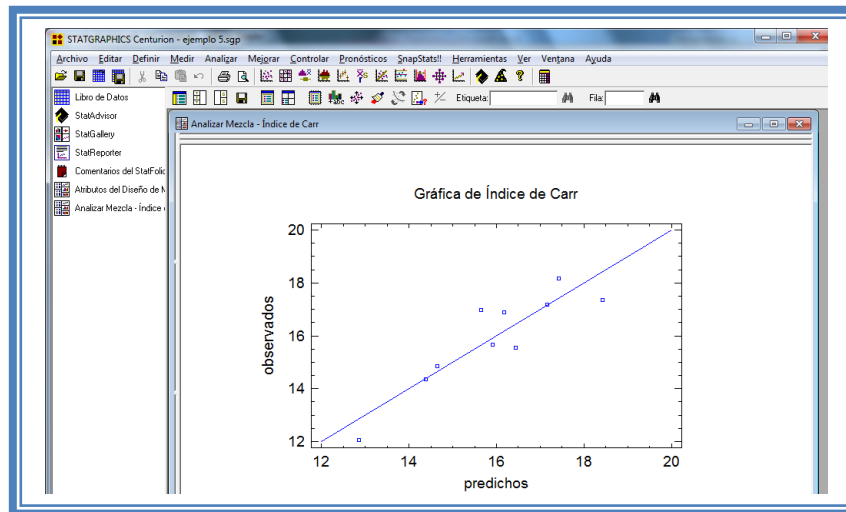 STATGRAPHICS Centurion - ejemplo 5.sgp
Archivo Editar Definir Medir Analizar Mejorar Controlar Pronósticos SnapStats!! Herramientas Ver Ventana Ayuda
Libro de Datos
Etiqueta:
Fila:
StatAdvisor
StatGallery
StatReporter
Comentarios del StatFolio
Atributos del Diseño de M
Analizar Mezcla - Índice
Analizar Mezcla - Índice de Carr
Gráfica de Índice de Carr
20
18
16
14
12
observados
12 14 16 18 20
predichos